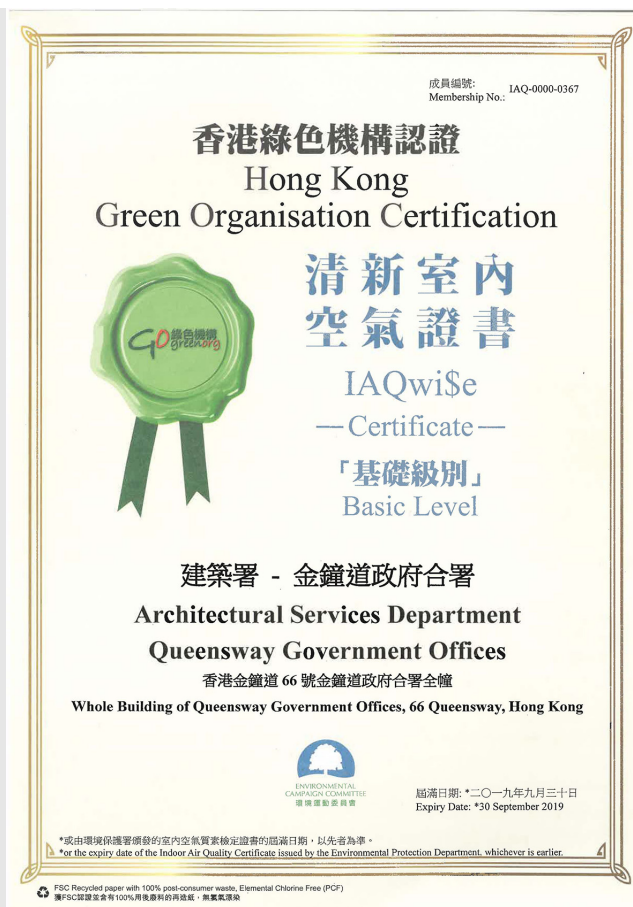 成員編號: IAQ-0000-0367
Membership No.:
香港綠色機構認證
Hong Kong
Green Organisation Certification
清新室內
空氣證書
GO綠色機構
greenorg
IAQwi$e
—Certificate—
「基礎級別」
Basic Level
建築署 - 金鐘道政府合署
Architectural Services Department
Queensway Government Offices
香港金鐘道 66 號金鐘道政府合署全幢
Whole Building of Queensway Government Offices, 66 Queensway, Hong Kong
ENVIRONMENTAL
CAMPAIGN COMMITTEE
環境運動委員會
屆滿日期: *二〇一九年九月三十日
Expiry Date: *30 September 2019
*或由環境保護署頒發的室內空氣質素檢定證書的屆滿日期，以先者為準。
*or the expiry date of the Indoor Air Quality Certificate issued by the Environmental Protection Department, whichever is earlier.
FSC Recycled paper with 100% post-consumer waste, Elemental Chlorine Free (PCF)
獲FSC認證並含有100%用後廢料的再造紙，無氯氣漂染